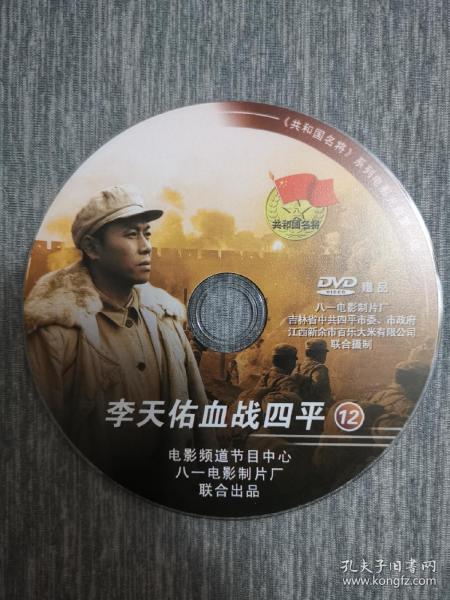 《共和国名将》系列电影
共和国名将
DVD 赠品
VIDEO
八一电影制片厂
吉林省中共四平市委、市政府
江西新余市百乐大米有限公司
联合摄制
李天佑血战四平 12
电影频道节目中心
八一电影制片厂
联合出品
孔夫子旧书网
www.kongfz.com